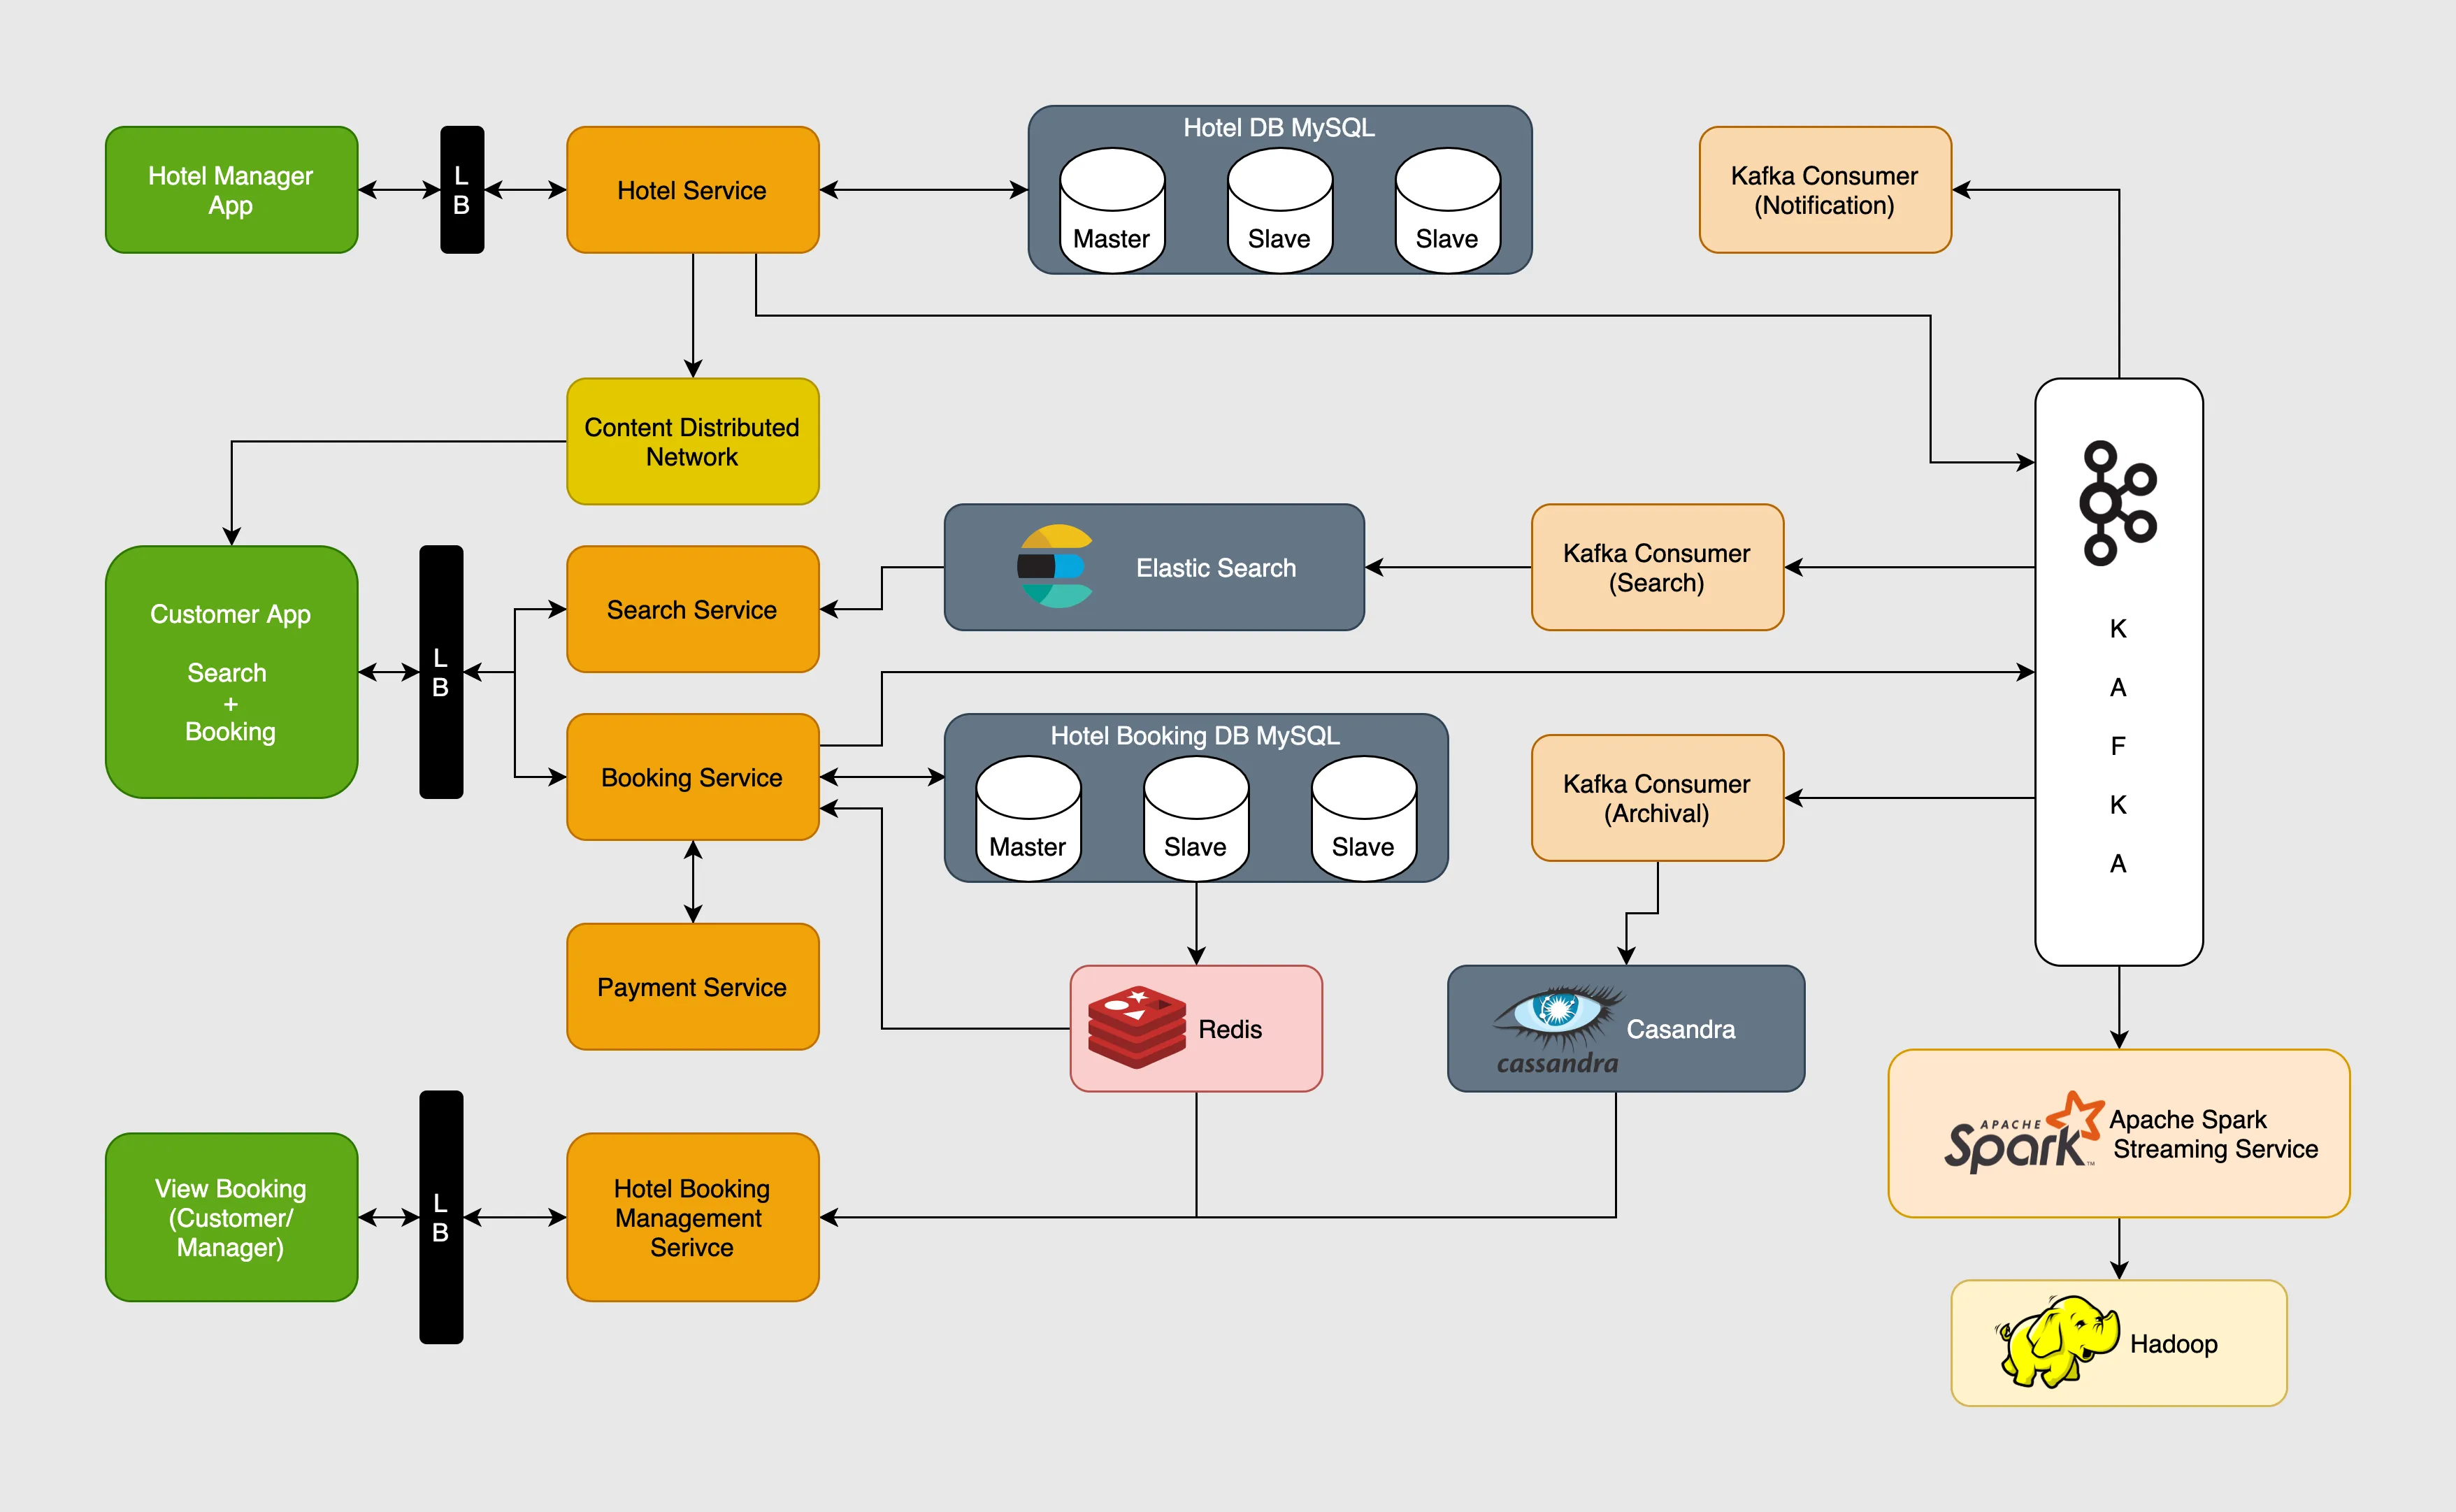 Hotel Manager
App
L
B
Hotel Service
Hotel DB MySQL
Master
Slave
Slave
Kafka Consumer
(Notification)
Content Distributed
Network
Customer App
Search
+
Booking
L
B
Search Service
Elastic Search
Kafka Consumer
(Search)
K
A
F
K
A
Booking Service
Hotel Booking DB MySQL
Master
Slave
Slave
Kafka Consumer
(Archival)
Payment Service
Redis
cassandra
Casandra
APACHE
Spark™
Apache Spark
Streaming Service
View Booking
(Customer/
Manager)
L
B
Hotel Booking
Management
Serivce
Hadoop